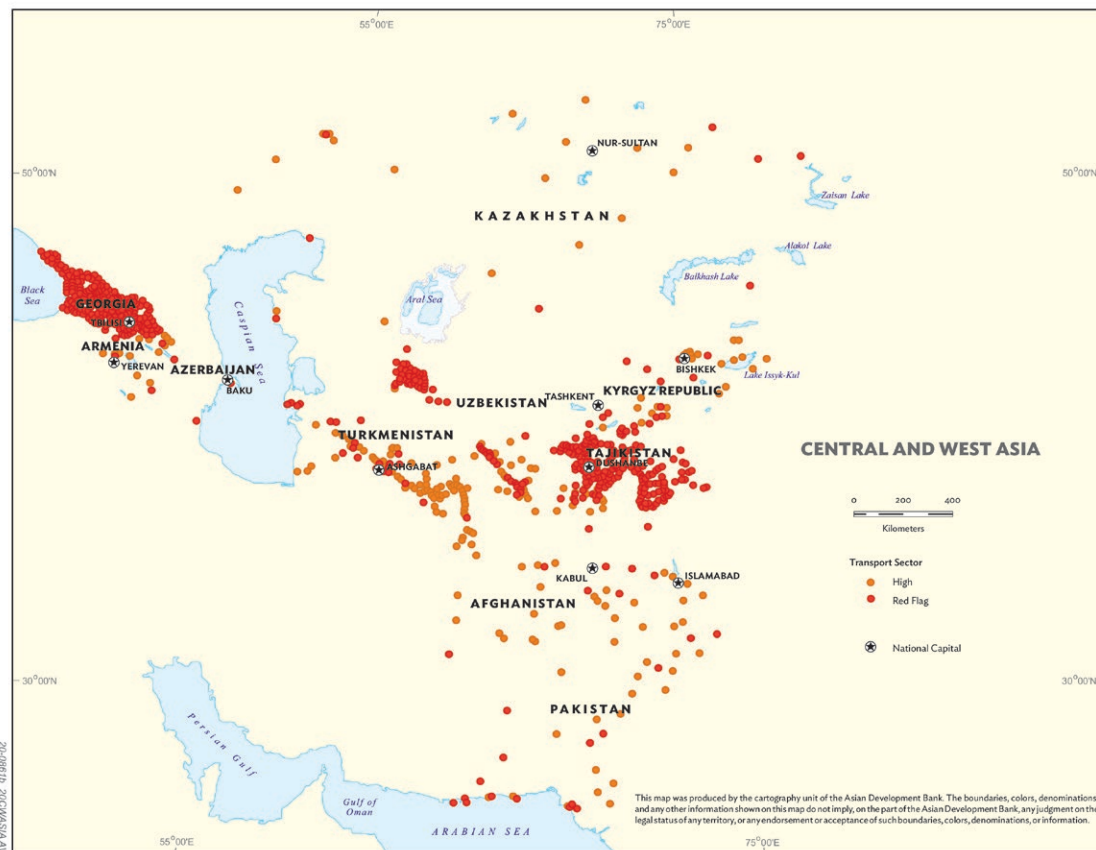 55°00'E
75°00'E
50°00'N
50°00'N
NUR-SULTAN
Zaisan Lake
KAZAKHSTAN
Alakol Lake
Balkhash Lake
Black
Sea
GEORGIA
TBILISI
Caspian Sea
Aral Sea
ARMENIA
YEREVAN
AZERBAIJAN
BAKU
BISHKEK
Lake Issyk-Kul
KYRGYZ REPUBLIC
TASHKENT
UZBEKISTAN
TURKMENISTAN
ASHGABAT
TAJIKISTAN
DUSHANBE
CENTRAL AND WEST ASIA
0 200 400
Kilometers
Transport Sector
High
Red Flag
National Capital
KABUL
ISLAMABAD
AFGHANISTAN
30°00'N
30°00'N
PAKISTAN
Persian Gulf
Gulf of
Oman
ARABIAN SEA
This map was produced by the cartography unit of the Asian Development Bank. The boundaries, colors, denominations
and any other information shown on this map do not imply, on the part of the Asian Development Bank, any judgment on the
legal status of any territory, or any endorsement or acceptance of such boundaries, colors, denominations, or information.
55°00'E
75°00'E